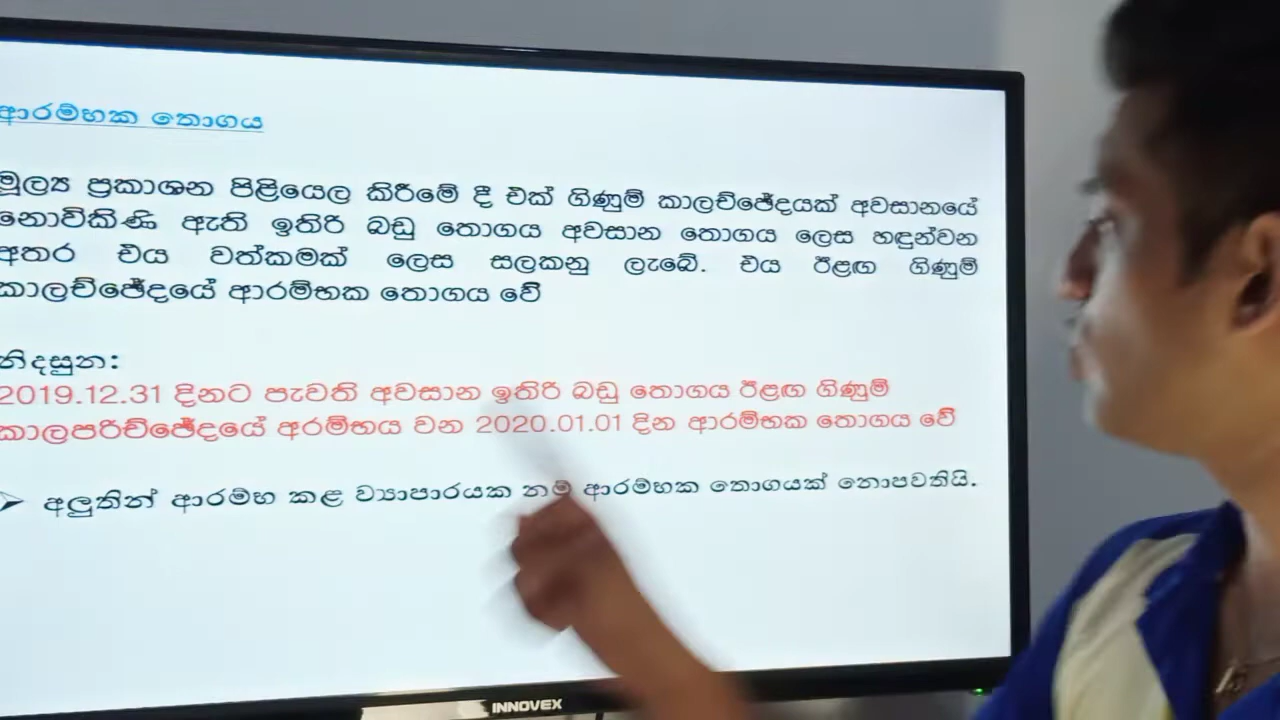 ආරම්භක තොගය
මූල්‍ය ප්‍රකාශන පිළියෙල කිරීමේ දී එක් ගිණුම් කාලච්ඡේදයක් අවසානයේ
නොවිකිණි ඇති ඉතිරි බඩු තොගය අවසාන තොගය ලෙස හඳුන්වන
අතර එය වත්කමක් ලෙස සලකනු ලැබේ. එය ඊළඟ ගිණුම්
කාලච්ඡේදයේ ආරම්භක තොගය වේ
නිදසුන:
2019.12.31 දිනට පැවති අවසාන ඉතිරි බඩු තොගය ඊළඟ ගිණුම්
කාලපරිච්ඡේදයේ අරම්භය වන 2020.01.01 දින ආරම්භක තොගය වේ
➢ අලුතින් ආරම්භ කළ ව්‍යාපාරයක නම් ආරම්භක තොගයක් නොපවතියි.
INNOVEX